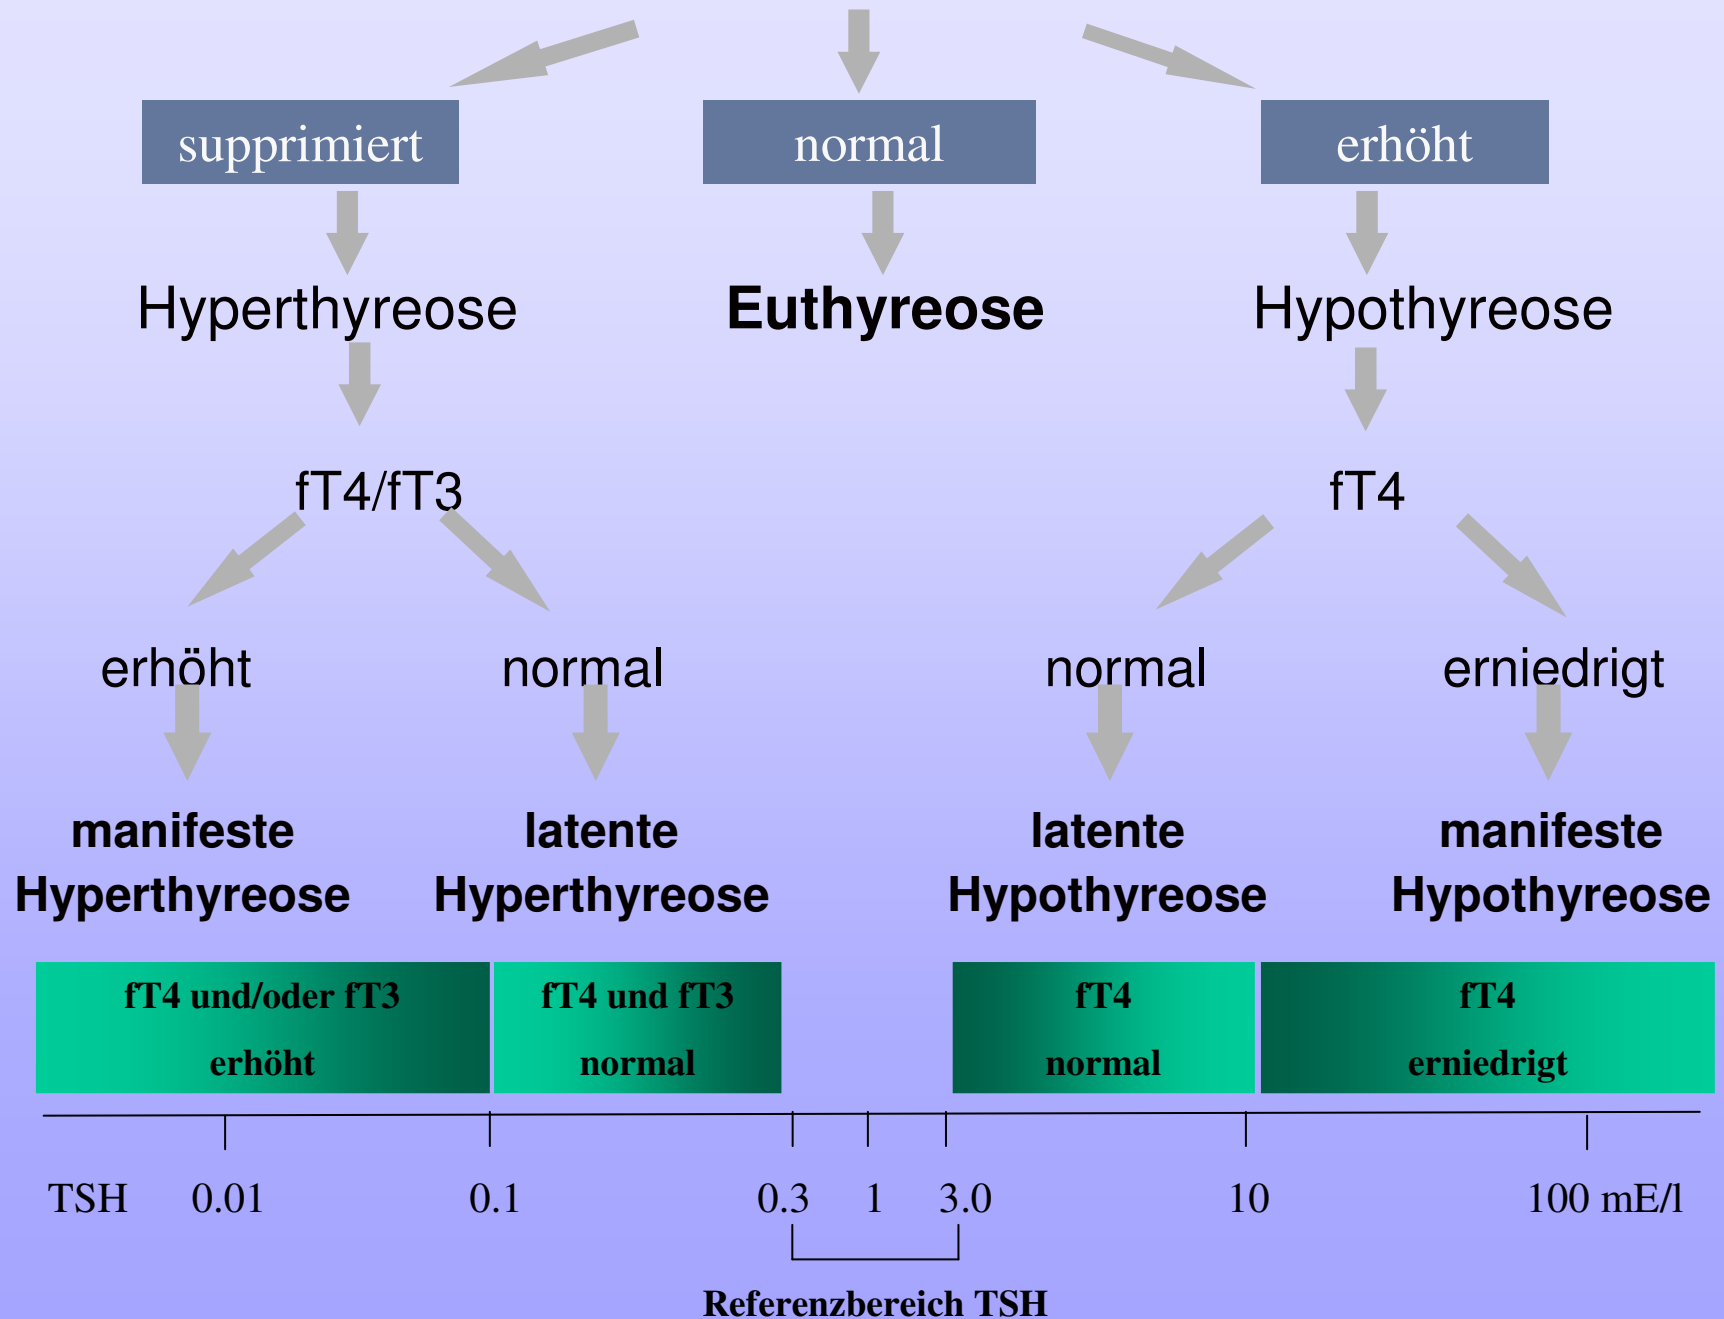 supprimiert normal erhöht
Hyperthyreose Euthyreose Hypothyreose
fT4/fT3 fT4
erhöht normal normal erniedrigt
manifeste latente latente manifeste
Hyperthyreose Hyperthyreose Hypothyreose Hypothyreose
fT4 und/oder fT3 fT4 und fT3 fT4 fT4
erhöht normal normal erniedrigt
TSH 0.01 0.1 0.3 1 3.0 10 100 mE/l
Referenzbereich TSH